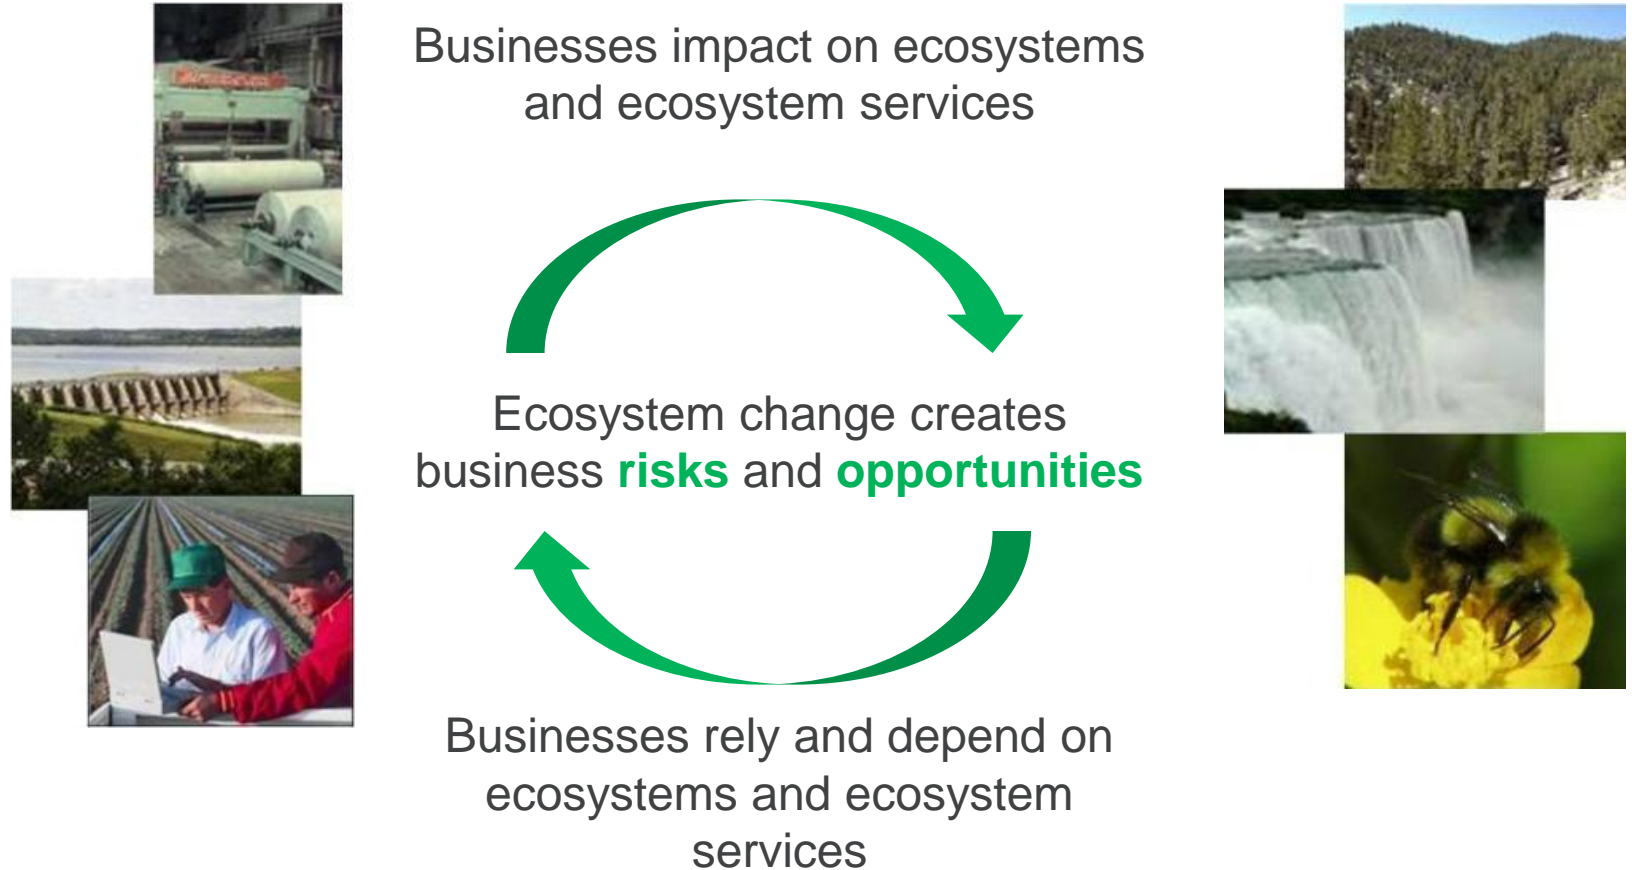 Businesses impact on ecosystems
and ecosystem services
Ecosystem change creates
business risks and opportunities
Businesses rely and depend on
ecosystems and ecosystem
services